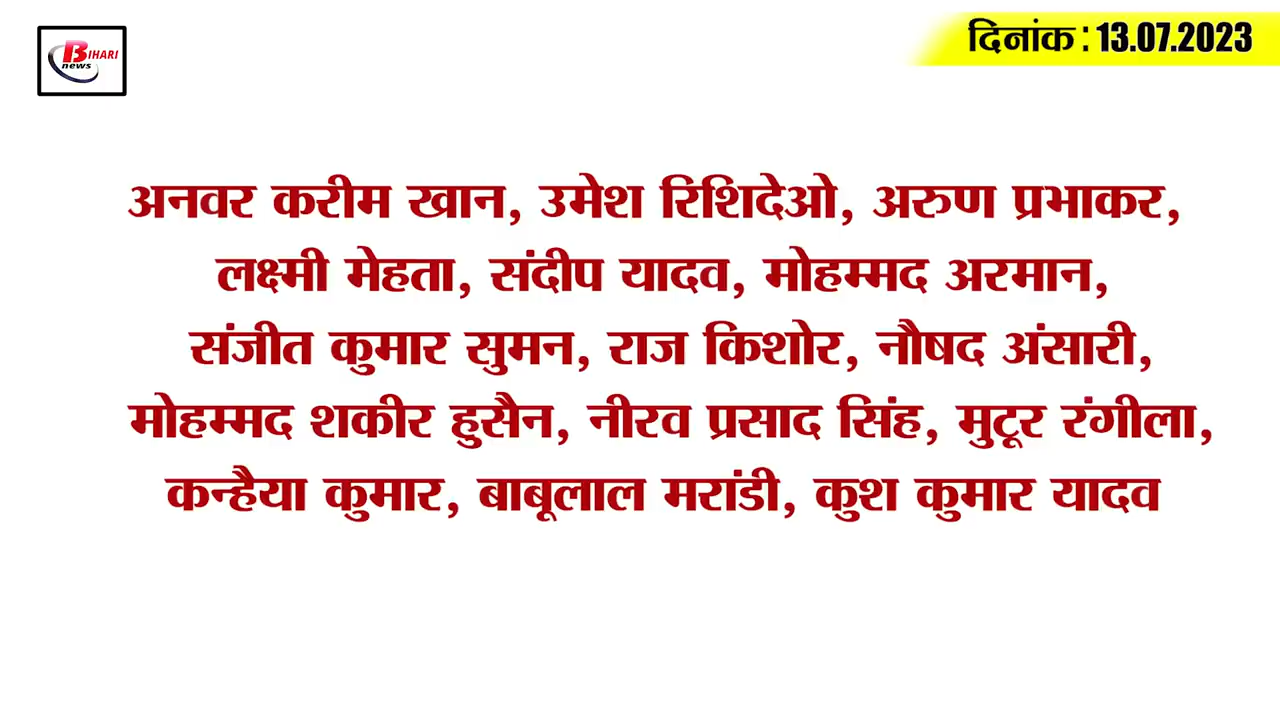 BIHARI
news
दिनांक : 13.07.2023
अनवर करीम खान, उमेश रिशिदेओ, अरुण प्रभाकर,
लक्ष्मी मेहता, संदीप यादव, मोहम्मद अरमान,
संजीत कुमार सुमन, राज किशोर, नौषद अंसारी,
मोहम्मद शकीर हुसैन, नीरव प्रसाद सिंह, मुटूर रंगीला,
कन्हैया कुमार, बाबूलाल मरांडी, कुश कुमार यादव